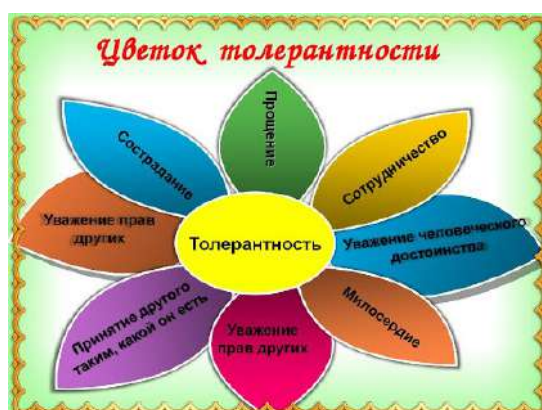 Цветок толерантности
Прощение
Сострадание
Сотрудничество
Уважение прав
других
Толерантность
Уважение человеческого
достоинства
Принятие другого
таким, какой он есть
Уважение
прав других
Милосердие